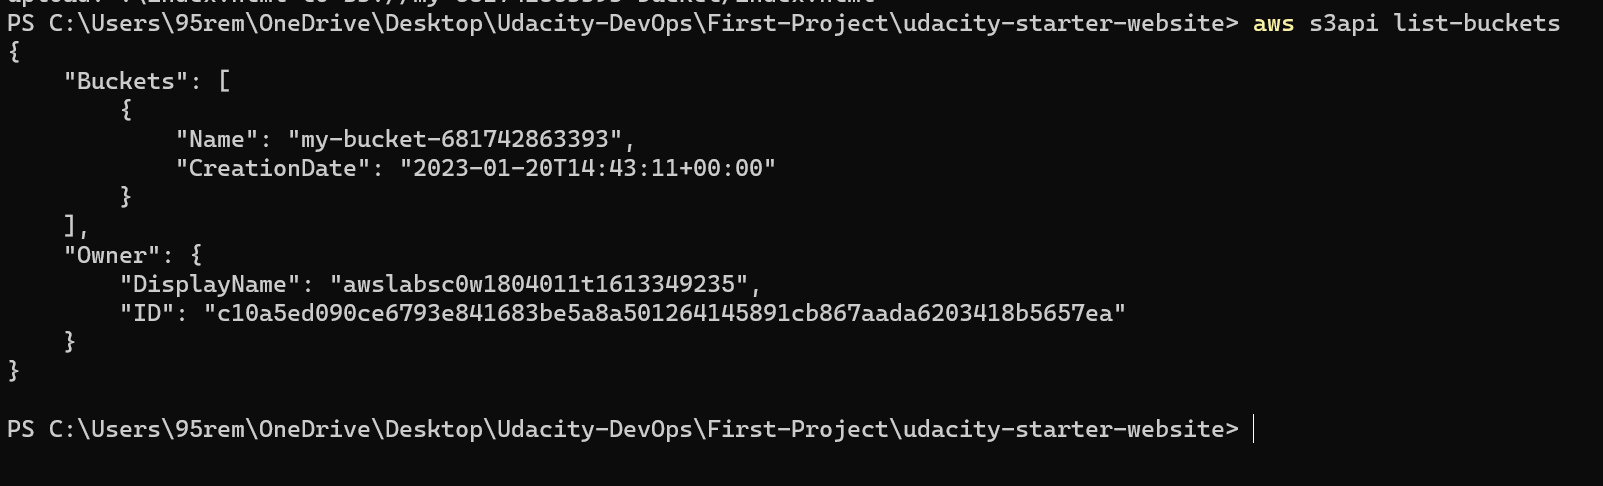 PS C:\Users\95rem\OneDrive\Desktop\Udacity-DevOps\First-Project\udacity-starter-website> aws s3api list-buckets
{
    "Buckets": [
        {
            "Name": "my-bucket-681742863393",
            "CreationDate": "2023-01-20T14:43:11+00:00"
        }
    ],
    "Owner": {
        "DisplayName": "awslabsc0w1804011t1613349235",
        "ID": "c10a5ed090ce6793e841683be5a8a501264145891cb867aada6203418b5657ea"
    }
}
PS C:\Users\95rem\OneDrive\Desktop\Udacity-DevOps\First-Project\udacity-starter-website>